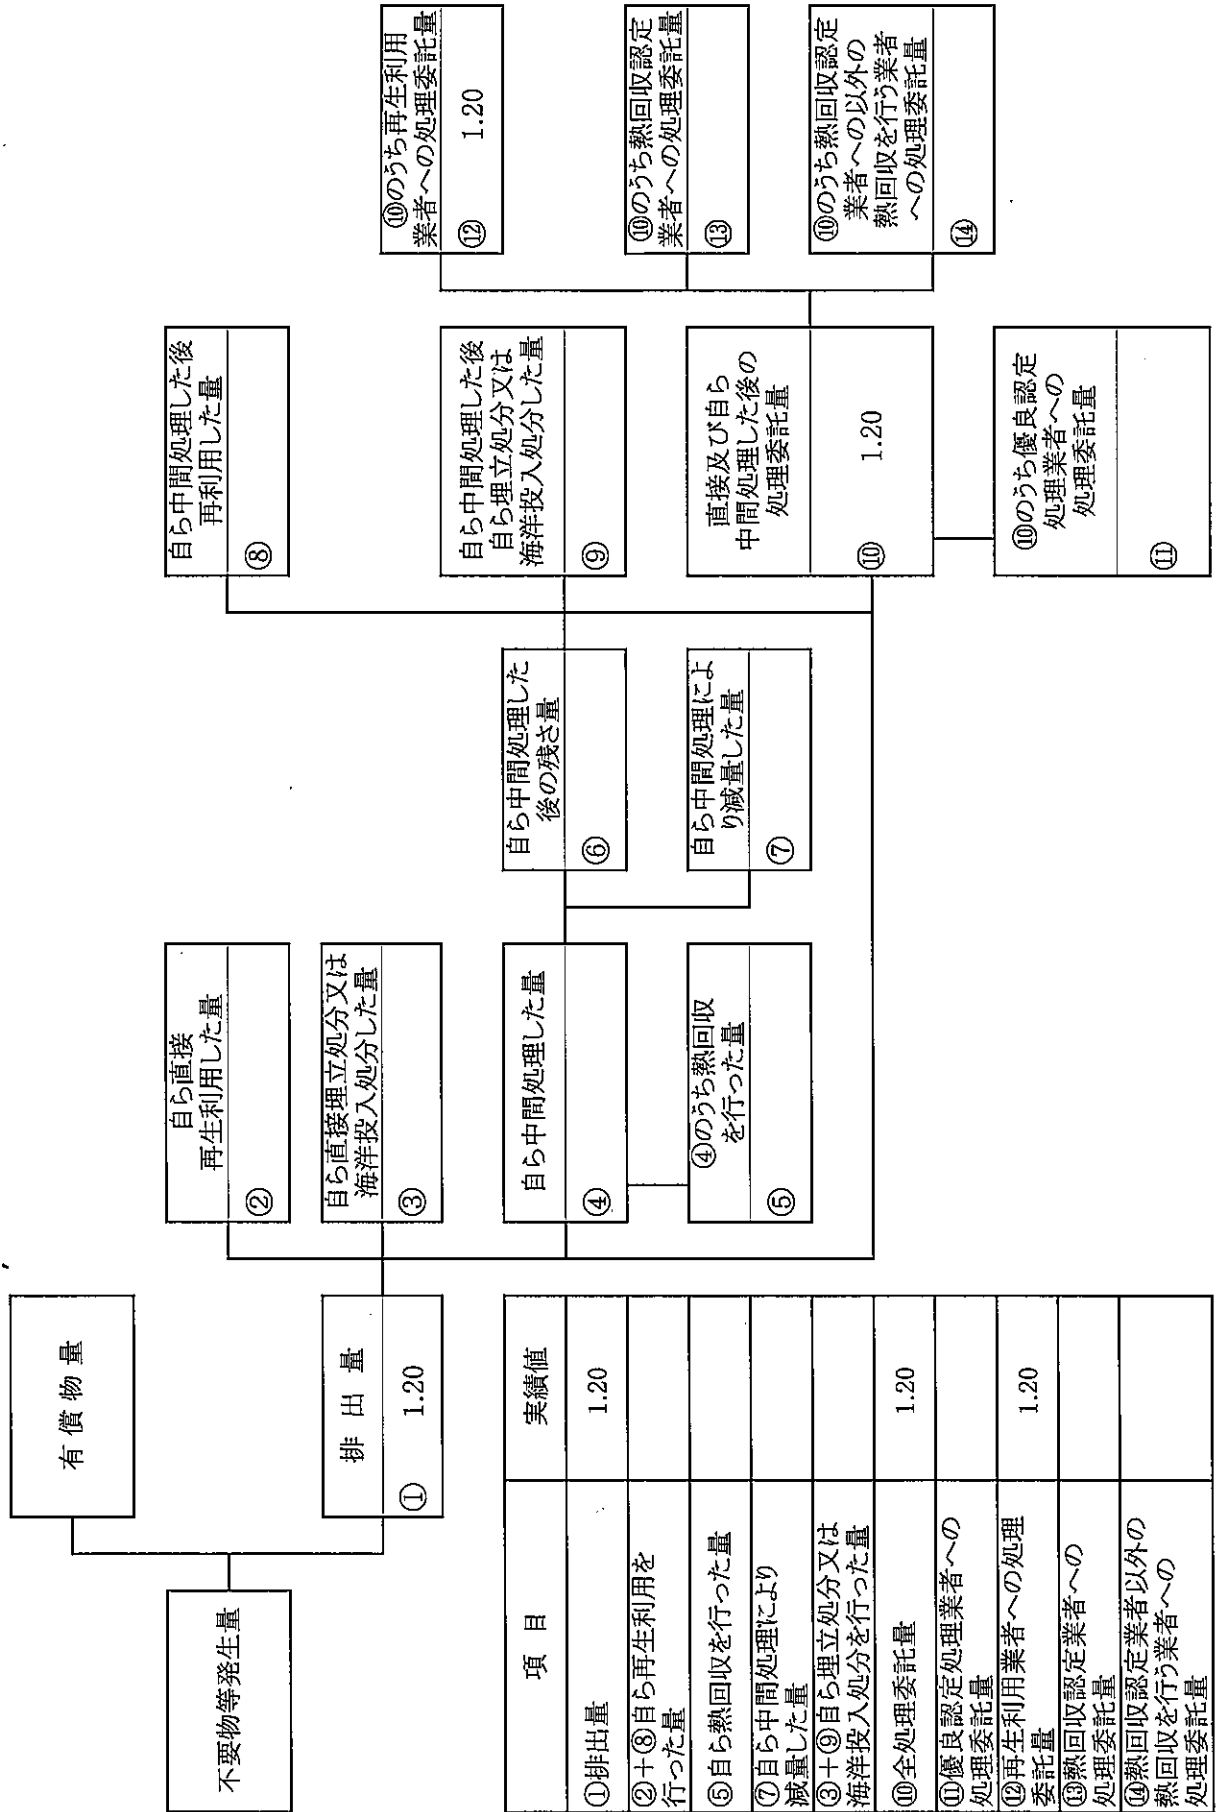 不要物等発生量
有償物量
排出量
① 1.20
自ら直接
再生利用した量
②
自ら直接埋立処分又は
海洋投入処分した量
③
自ら中間処理した量
④
④のうち熱回収
を行った量
⑤
自ら中間処理した
後の残さ量
⑥
自ら中間処理によ
り減量した量
⑦
自ら中間処理した後
再利用した量
⑧
自ら中間処理した後
自ら埋立処分又は
海洋投入処分した量
⑨
直接及び自ら
中間処理した後の
処理委託量
⑩ 1.20
⑩のうち優良認定
処理業者への
処理委託量
⑪
⑩のうち再生利用
業者への処理委託量
⑫ 1.20
⑩のうち熱回収認定
業者への処理委託量
⑬
⑩のうち熱回収認定
業者への以外の
熱回収を行う業者
への処理委託量
⑭
項目 実績値
①排出量 1.20
②+⑧自ら再生利用を
行った量
⑤自ら熱回収を行った量
⑦自ら中間処理により
減量した量
③+⑨自ら埋立処分又は
海洋投入処分を行った量
⑩全処理委託量 1.20
⑪優良認定処理業者への
処理委託量
⑫再生利用業者への処理
委託量 1.20
⑬熱回収認定業者への
処理委託量
⑭熱回収認定業者以外の
熱回収を行う業者への
処理委託量